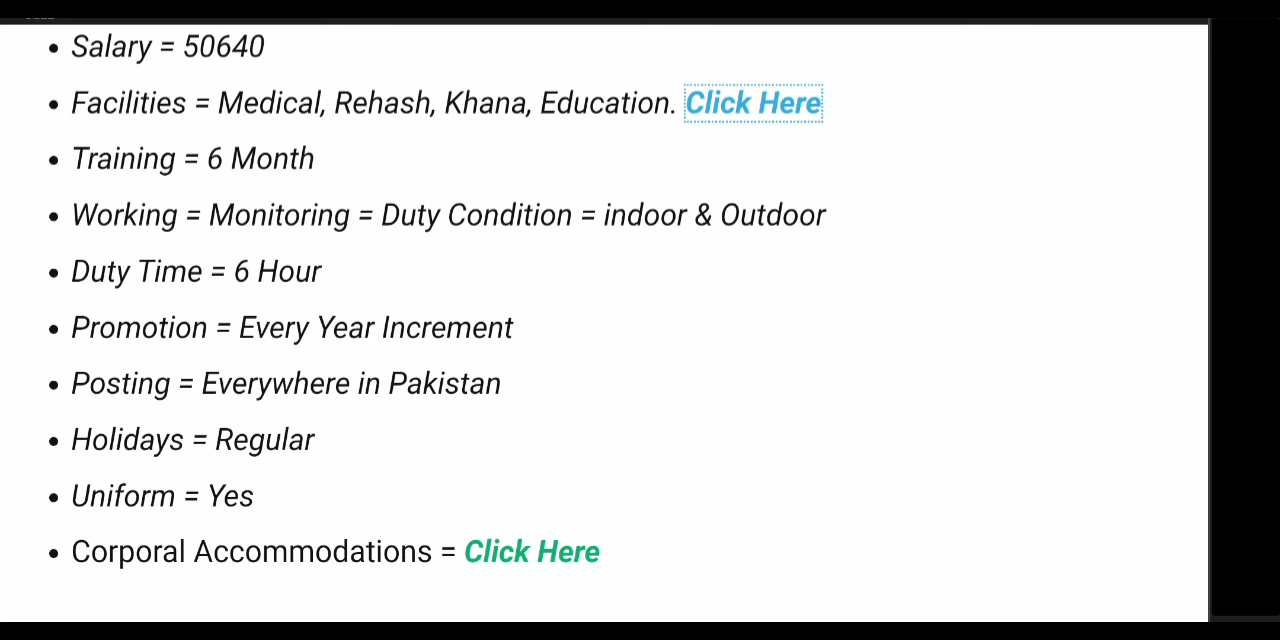 • Salary = 50640
• Facilities = Medical, Rehash, Khana, Education. Click Here
• Training = 6 Month
• Working = Monitoring = Duty Condition = indoor & Outdoor
• Duty Time = 6 Hour
• Promotion = Every Year Increment
• Posting = Everywhere in Pakistan
• Holidays = Regular
• Uniform = Yes
• Corporal Accommodations = Click Here